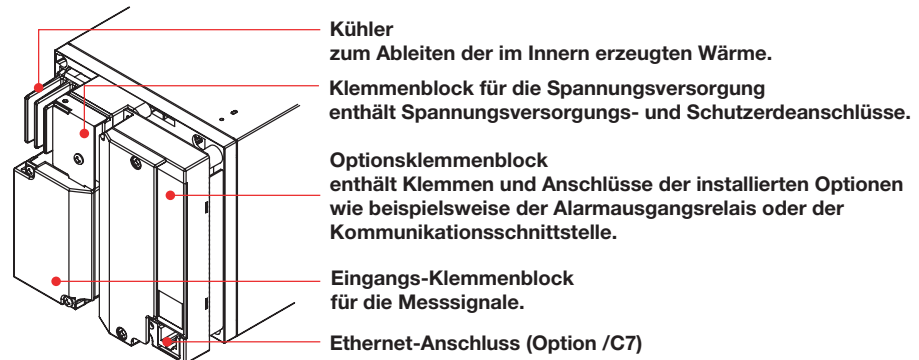 Kühler
zum Ableiten der im Innern erzeugten Wärme.
Klemmenblock für die Spannungsversorgung
enthält Spannungsversorgungs- und Schutzerdeanschlüsse.
Optionsklemmenblock
enthält Klemmen und Anschlüsse der installierten Optionen
wie beispielsweise der Alarmausgangsrelais oder der
Kommunikationsschnittstelle.
Eingangs-Klemmenblock
für die Messsignale.
Ethernet-Anschluss (Option /C7)